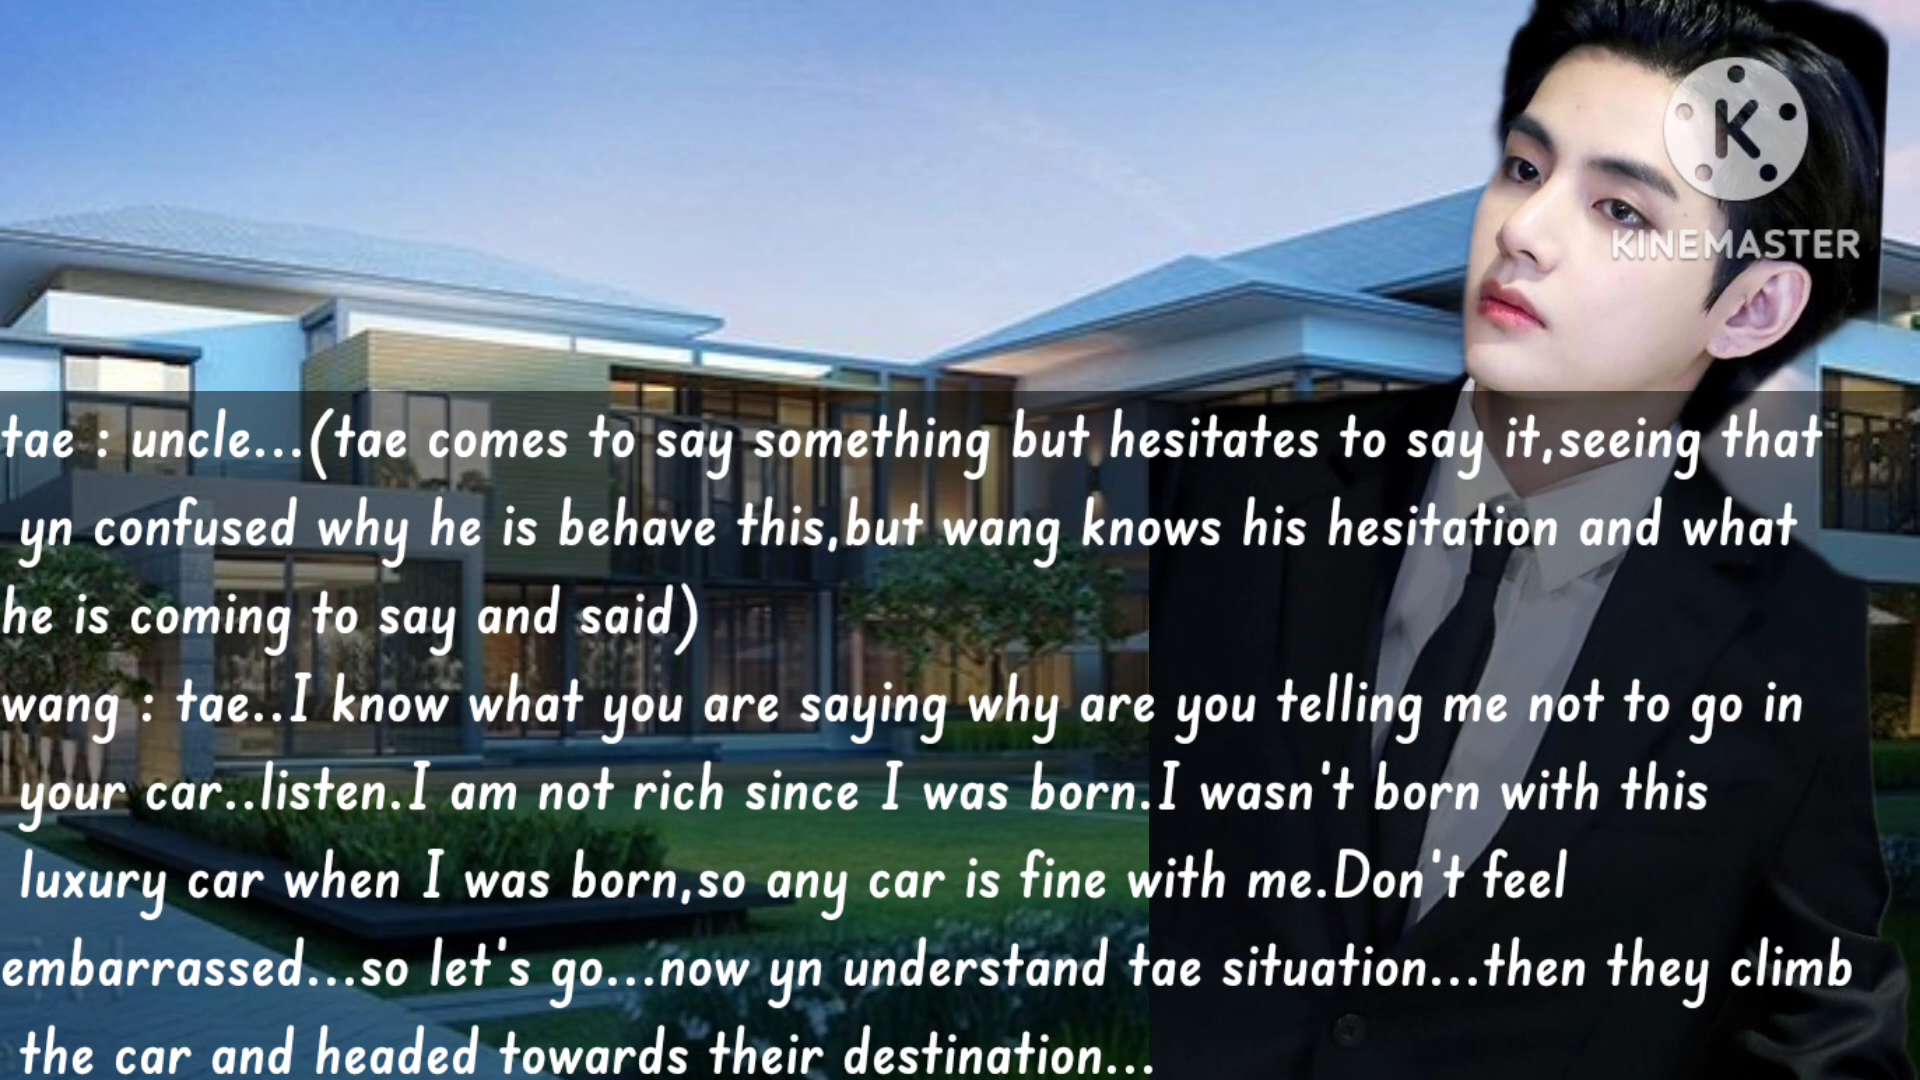 K
KINEMASTER
tae : uncle...(tae comes to say something but hesitates to say it,seeing that
yn confused why he is behave this,but wang knows his hesitation and what
he is coming to say and said)
wang : tae..I know what you are saying why are you telling me not to go in
your car..listen.I am not rich since I was born.I wasn't born with this
luxury car when I was born,so any car is fine with me.Don't feel
embarrassed...so let's go...now yn understand tae situation...then they climb
the car and headed towards their destination...